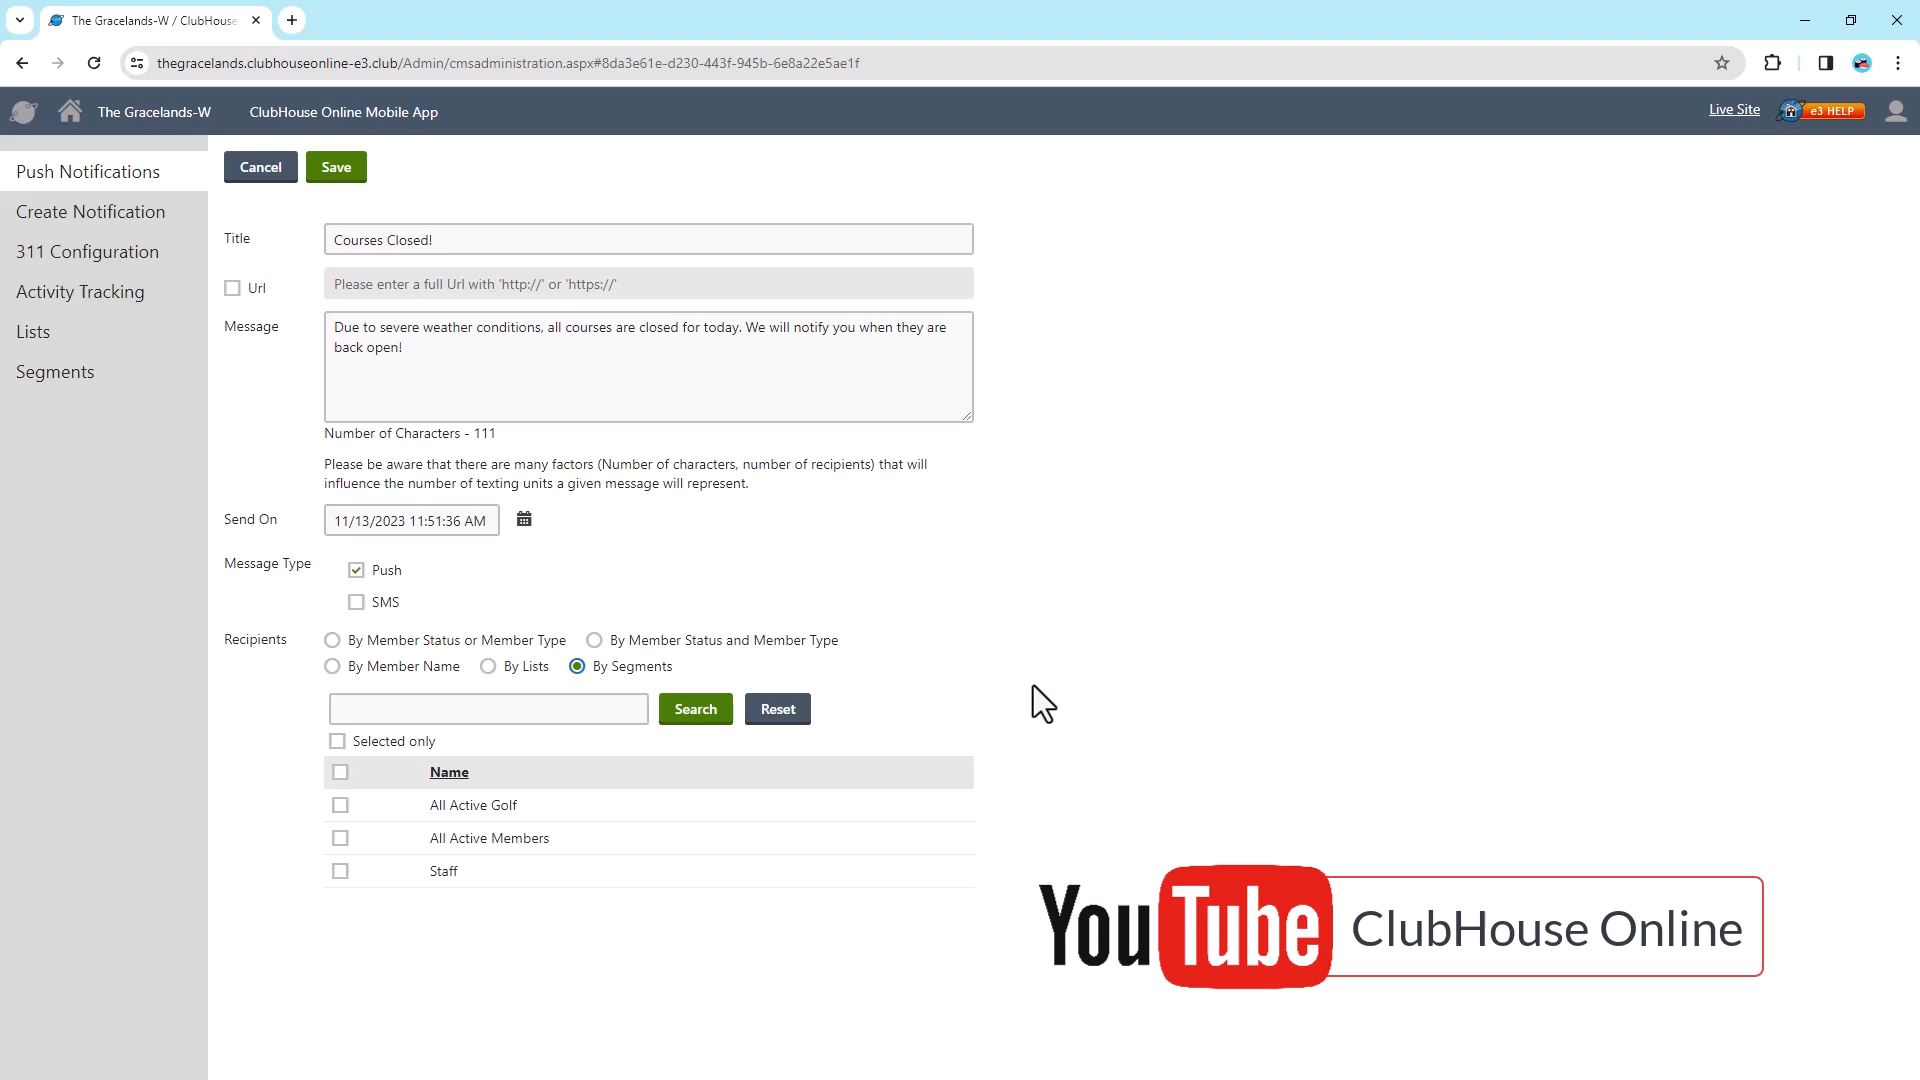 The Gracelands-W / ClubHouse
thegracelands.clubhouseonline-e3.club/Admin/cmsadministration.aspx#8da3e61e-d230-443f-945b-6e8a22e5ae1f
The Gracelands-W ClubHouse Online Mobile App Live Site e3 HELP
Push Notifications
Create Notification
311 Configuration
Activity Tracking
Lists
Segments
Cancel Save
Title Courses Closed!
Url Please enter a full Url with 'http://' or 'https://'
Message Due to severe weather conditions, all courses are closed for today. We will notify you when they are
back open!
Number of Characters - 111
Please be aware that there are many factors (Number of characters, number of recipients) that will
influence the number of texting units a given message will represent.
Send On 11/13/2023 11:51:36 AM
Message Type Push
SMS
Recipients By Member Status or Member Type By Member Status and Member Type
By Member Name By Lists By Segments
Search Reset
Selected only
Name
All Active Golf
All Active Members
Staff
YouTube ClubHouse Online